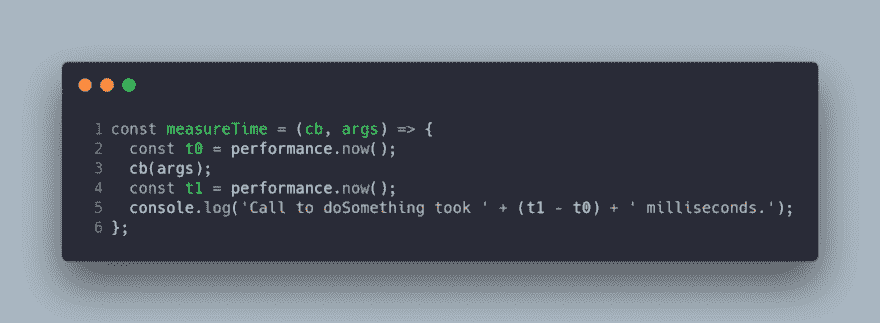 1 const measureTime = (cb, args) => {
2   const t0 = performance.now();
3   cb(args);
4   const t1 = performance.now();
5   console.log('Call to doSomething took ' + (t1 - t0) + ' milliseconds.');
6 };